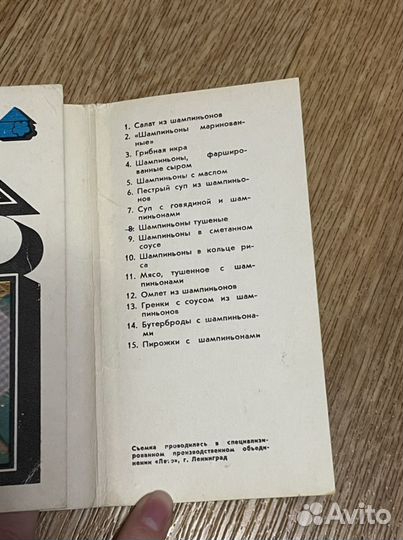 1. Салат из шампиньонов
2. «Шампиньоны маринован-
ные»
3. Грибная икра
4. Шампиньоны, фарширо-
ванные сыром
5. Шампиньоны с маслом
6. Пестрый суп из шампиньо-
нов
7. Суп с говядиной и шам-
пиньонами
8. Шампиньоны тушеные
9. Шампиньоны в сметанном
соусе
10. Шампиньоны в кольце ри-
са
11. Мясо, тушенное с шам-
пиньонами
12. Омлет из шампиньонов
13. Гренки с соусом из шам-
пиньонов
14. Бутерброды с шампиньона-
ми
15. Пирожки с шампиньонами
Съемка проводилась в специализи-
рованном производственном объеди-
нении г. Ленинград
Avito